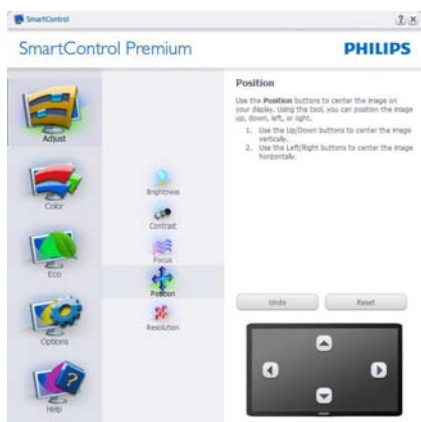 SmartControl
SmartControl Premium
PHILIPS
Adjust
Color
Eco
Options
Help
Brightness
Contrast
Focus
Position
Resolution
Position
Use the Position buttons to center the image on
your display. Using the tool, you can position the image
up, down, left, or right.
1. Use the Up/Down buttons to center the image
vertically.
2. Use the Left/Right buttons to center the image
horizontally.
Undo
Reset